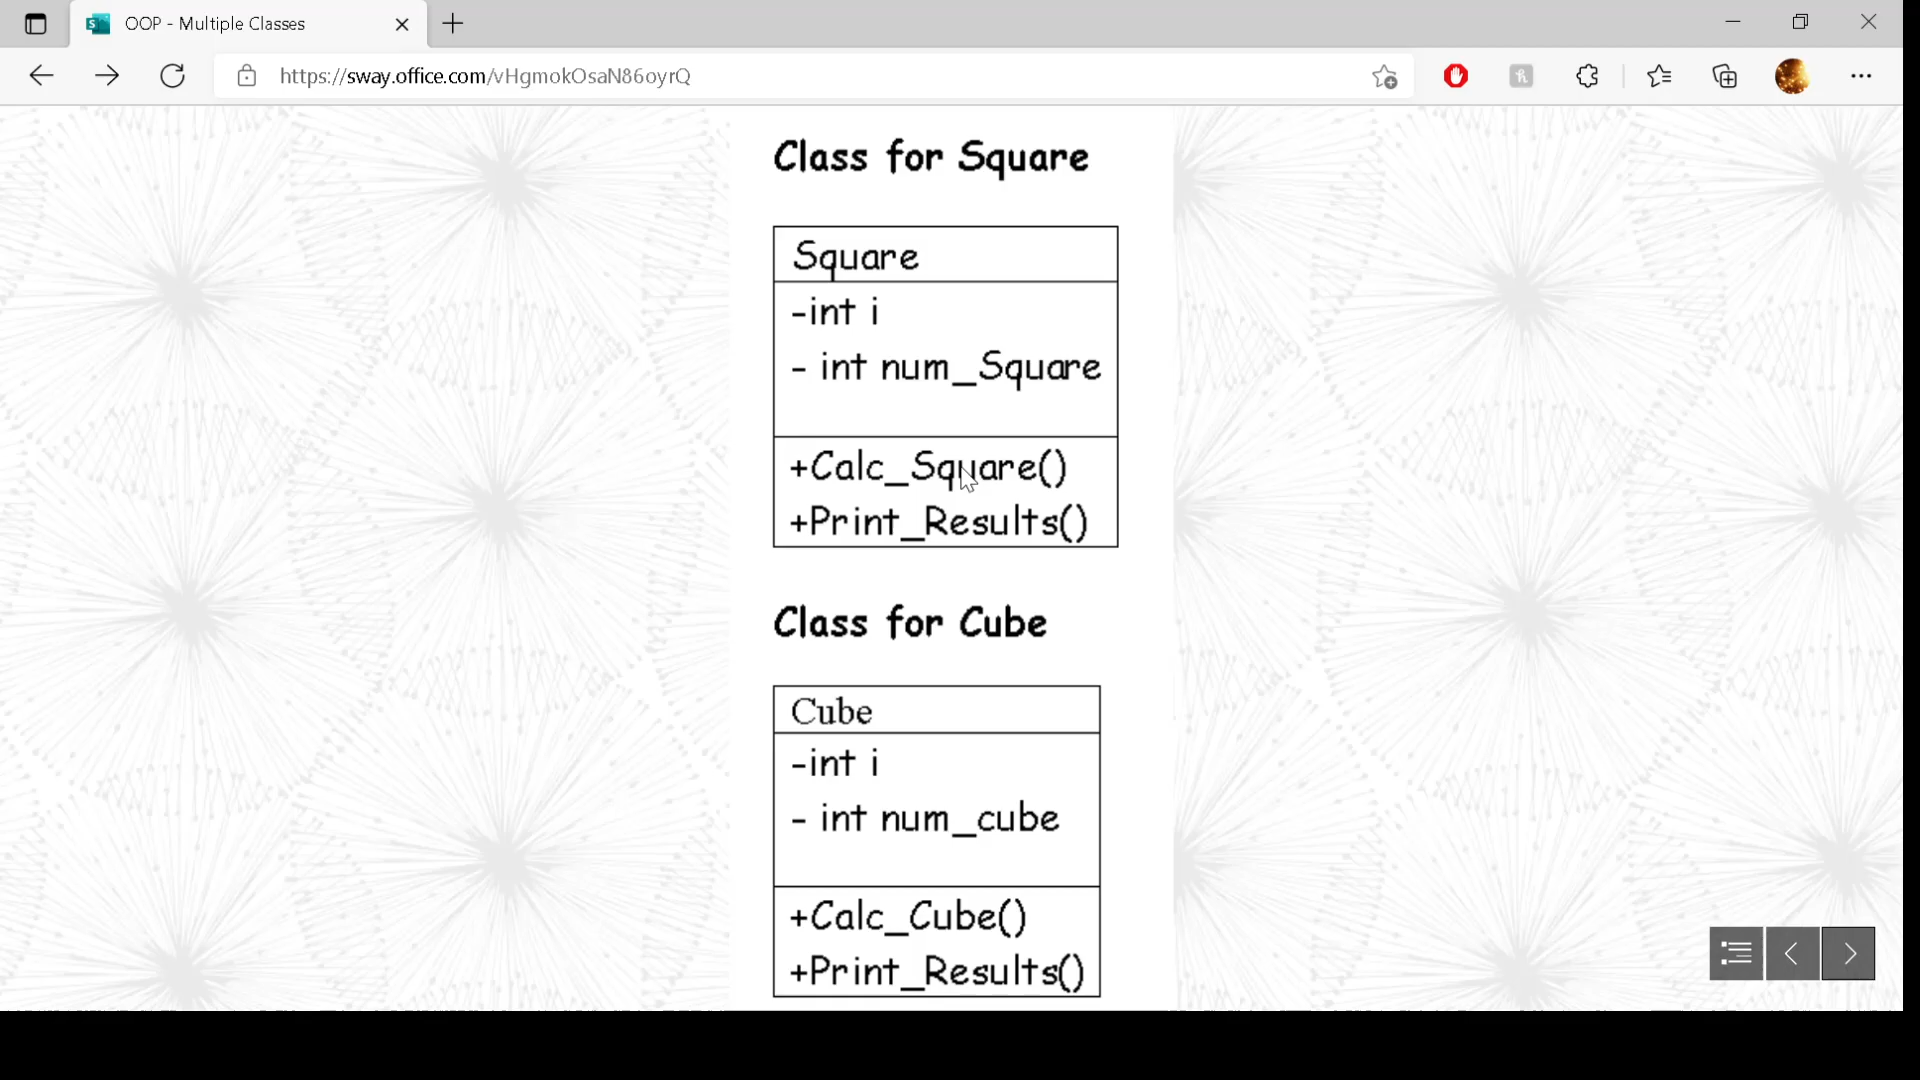 OOP - Multiple Classes
https://sway.office.com/vHgmokOsaN86oyrQ
Class for Square
Square
-int i
- int num_Square
+Calc_Square()
+Print_Results()
Class for Cube
Cube
-int i
- int num_cube
+Calc_Cube()
+Print_Results()